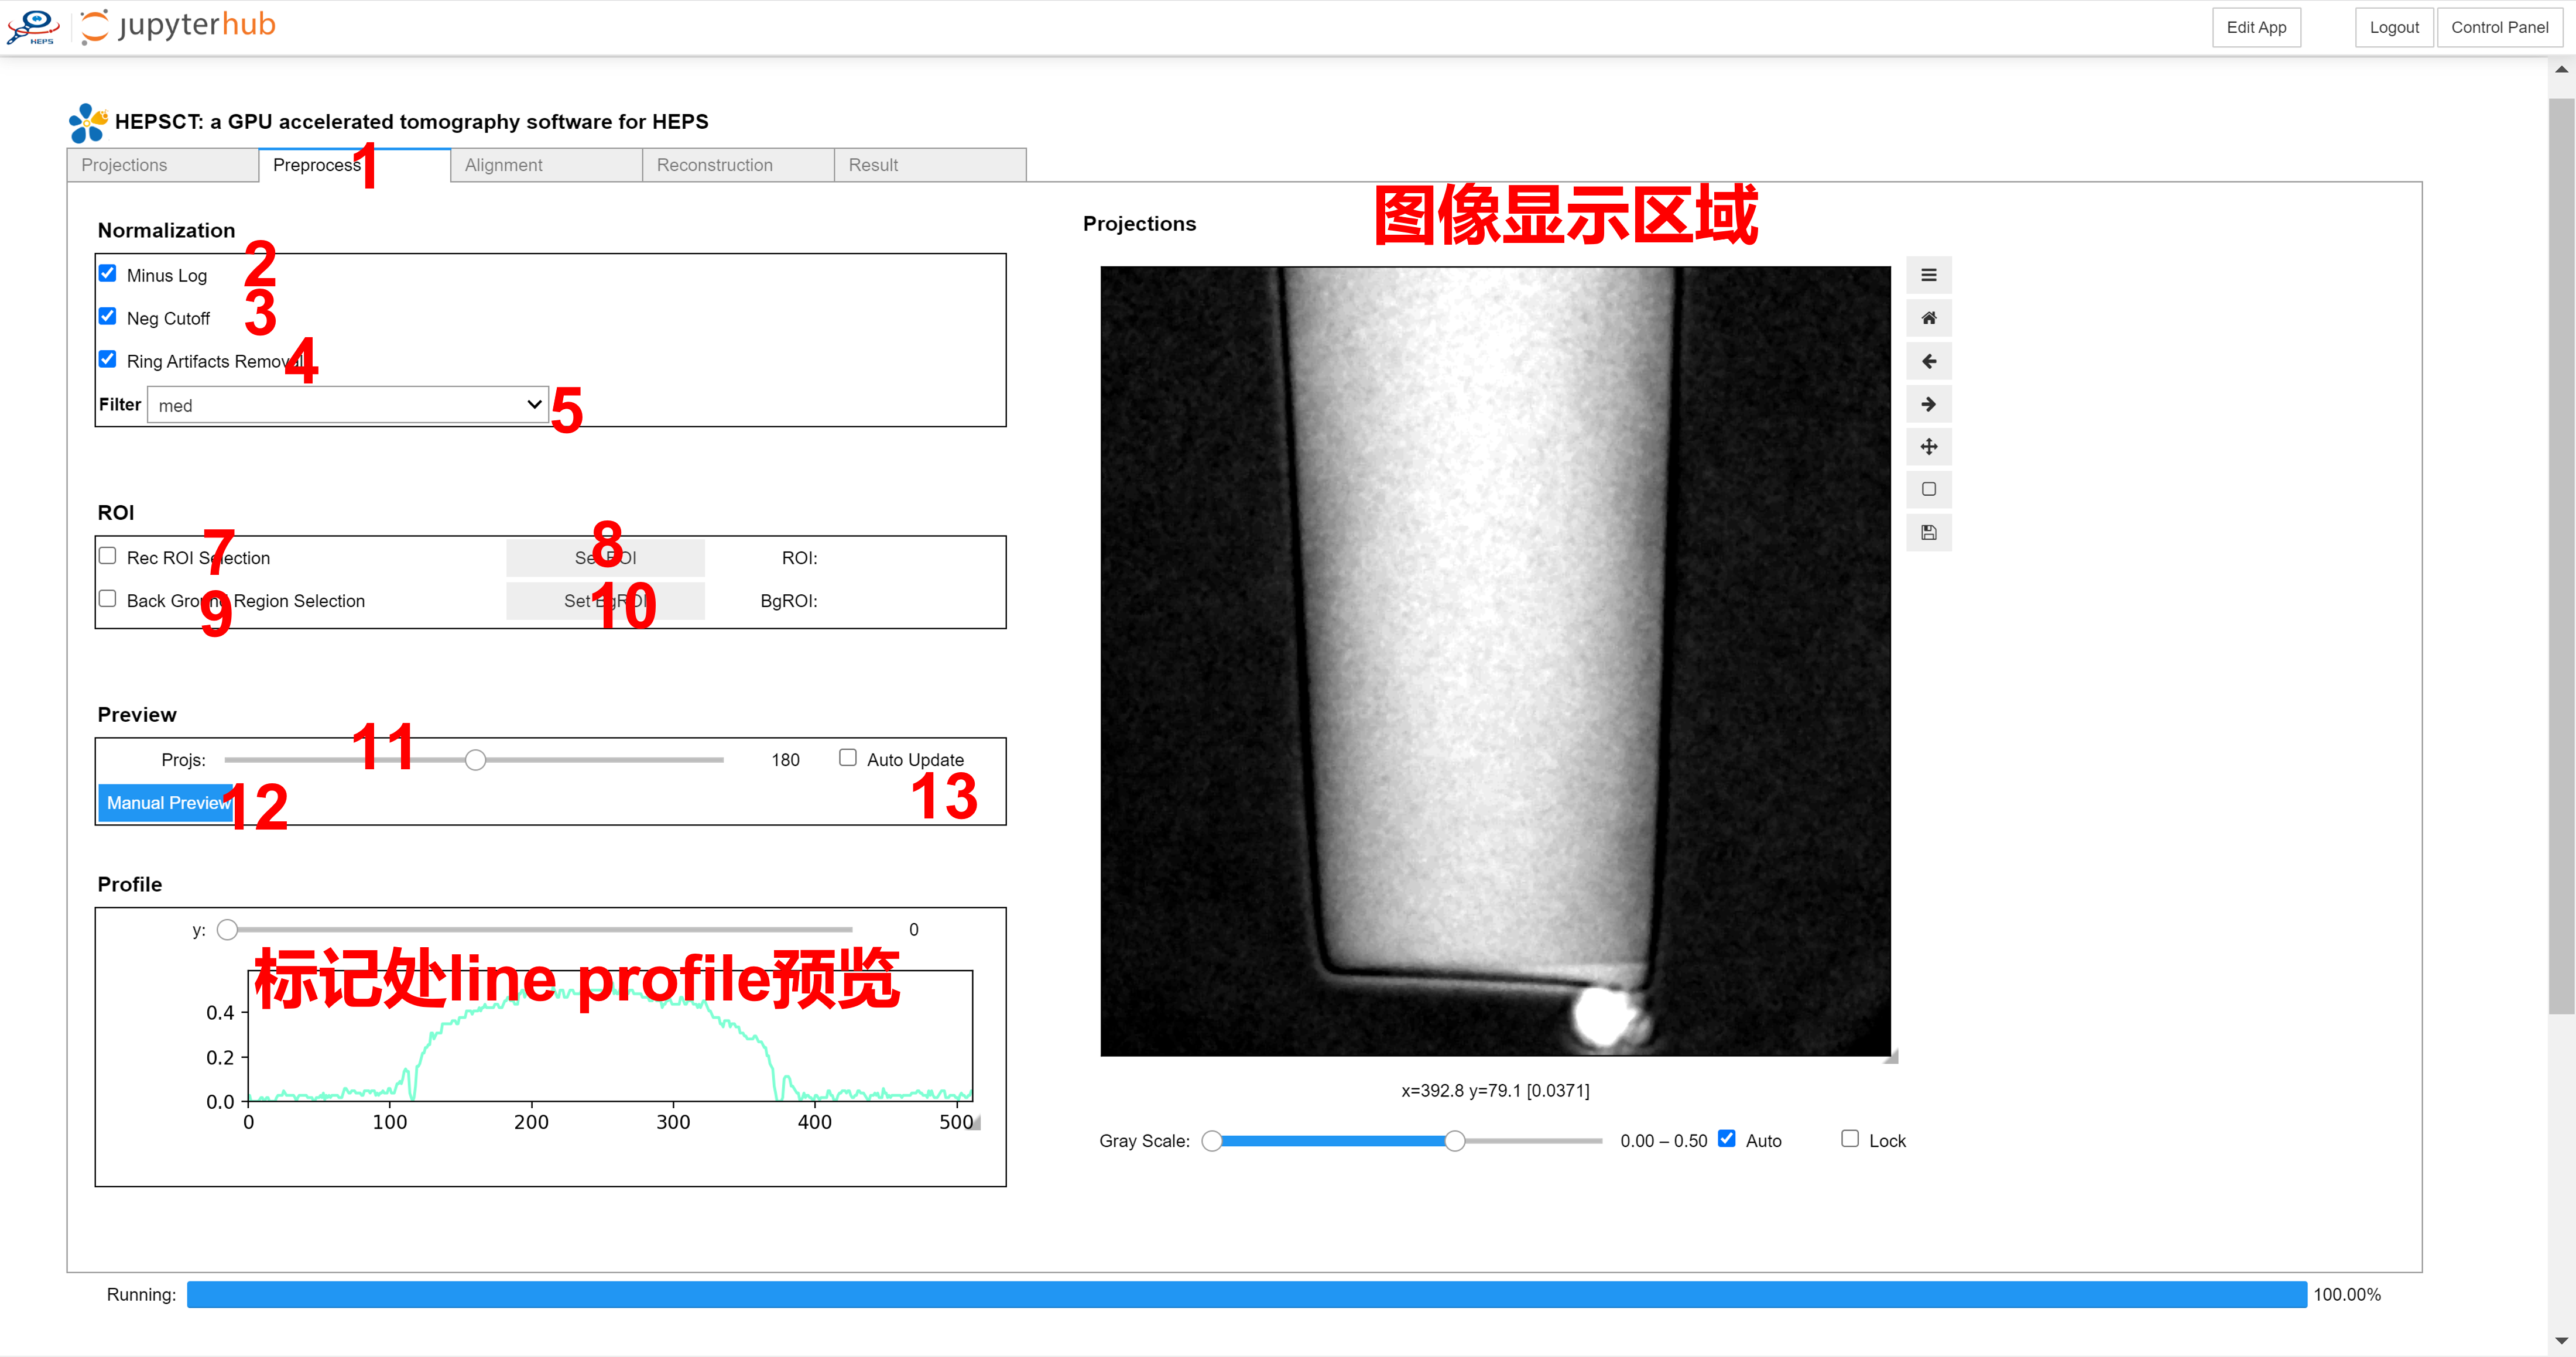 HEPS jupyterhub Edit App Logout Control Panel
HEPSCT: a GPU accelerated tomography software for HEPS
Projections Preprocess 1 Alignment Reconstruction Result
Normalization
Minus Log 2
Neg Cutoff 3
Ring Artifacts Removal 4
Filter med 5
ROI
7 Rec ROI Selection 8 Set ROI ROI:
9 Back Ground Region Selection 10 Set BgROI BgROI:
Preview
Projs: 11 180 Auto Update
Manual Preview 12 13
Profile
y: 0
标记处line profile预览
0.4
0.2
0.0
0 100 200 300 400 500
Projections 图像显示区域
x=392.8 y=79.1 [0.0371]
Gray Scale: 0.00 – 0.50 Auto Lock
Running: 100.00%